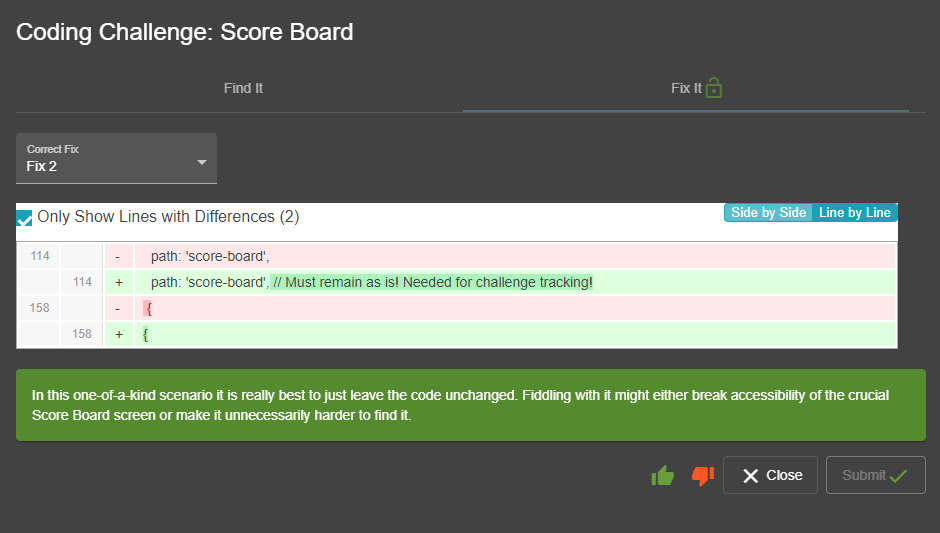 Coding Challenge: Score Board
Find It
Fix It
Correct Fix
Fix 2
Only Show Lines with Differences (2)
Side by Side Line by Line
114 - path: 'score-board',
114 + path: 'score-board', // Must remain as is! Needed for challenge tracking!
158 - {
158 + {
In this one-of-a-kind scenario it is really best to just leave the code unchanged. Fiddling with it might either break accessibility of the crucial
Score Board screen or make it unnecessarily harder to find it.
Close
Submit